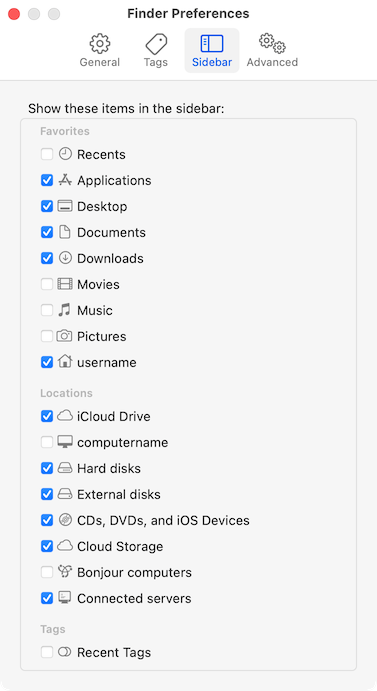 Finder Preferences
General Tags Sidebar Advanced
Show these items in the sidebar:
Favorites
Recents
Applications
Desktop
Documents
Downloads
Movies
Music
Pictures
username
Locations
iCloud Drive
computername
Hard disks
External disks
CDs, DVDs, and iOS Devices
Cloud Storage
Bonjour computers
Connected servers
Tags
Recent Tags